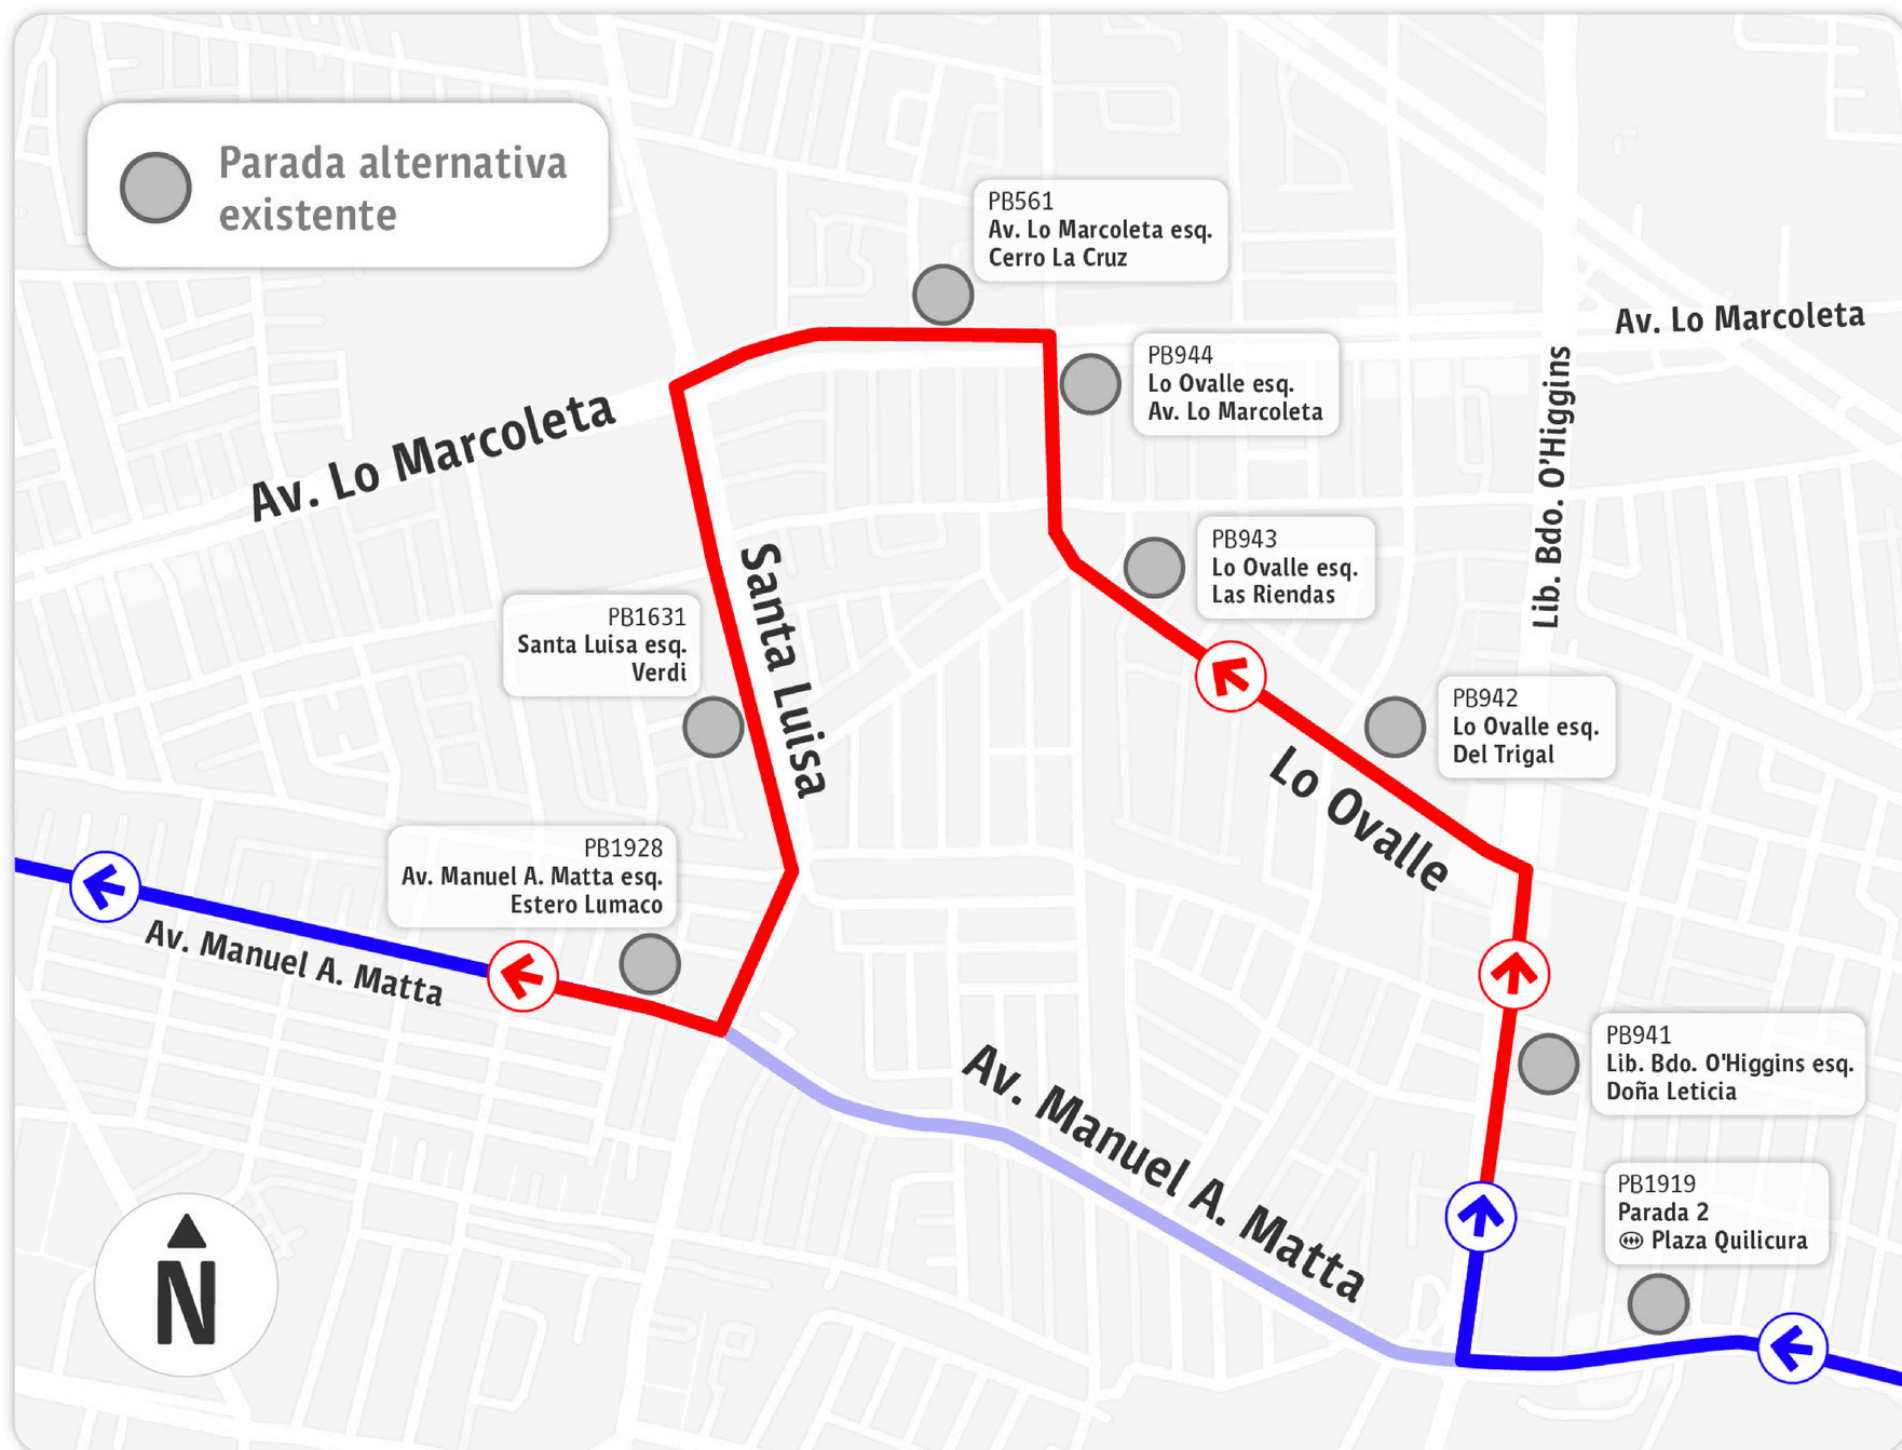 Parada alternativa
existente
PB561
Av. Lo Marcoleta esq.
Cerro La Cruz
Av. Lo Marcoleta
PB944
Lo Ovalle esq.
Av. Lo Marcoleta
Av. Lo Marcoleta
Lib. Bdo. O'Higgins
PB943
Lo Ovalle esq.
Las Riendas
Santa Luisa
PB1631
Santa Luisa esq.
Verdi
PB942
Lo Ovalle esq.
Del Trigal
Lo Ovalle
PB1928
Av. Manuel A. Matta esq.
Estero Lumaco
Av. Manuel A. Matta
PB941
Lib. Bdo. O'Higgins esq.
Doña Leticia
Av. Manuel A. Matta
PB1919
Parada 2
Plaza Quilicura
N